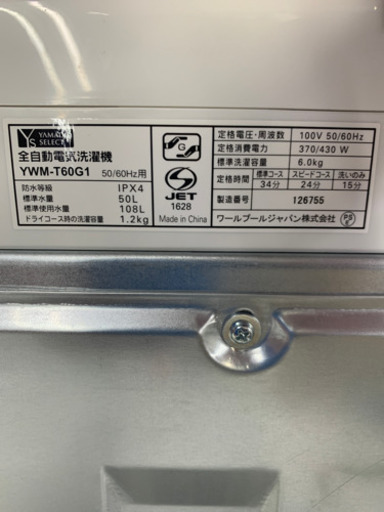 YS YAMADA SELECT
全自動電気洗濯機
YWM-T60G1 50/60Hz用
防水等級 IPX4
標準水量 50L
標準使用水量 108L
ドライコース時の洗濯容量 1.2kg
G
JET
1628
Made in China
定格電圧・周波数 100V 50/60Hz
定格消費電力 370/430 W
6.0kg
定格時間 標準コース スピードコース 洗いのみ
34分 24分 15分
製造番号 126755
ワールプールジャパン株式会社
PS
E